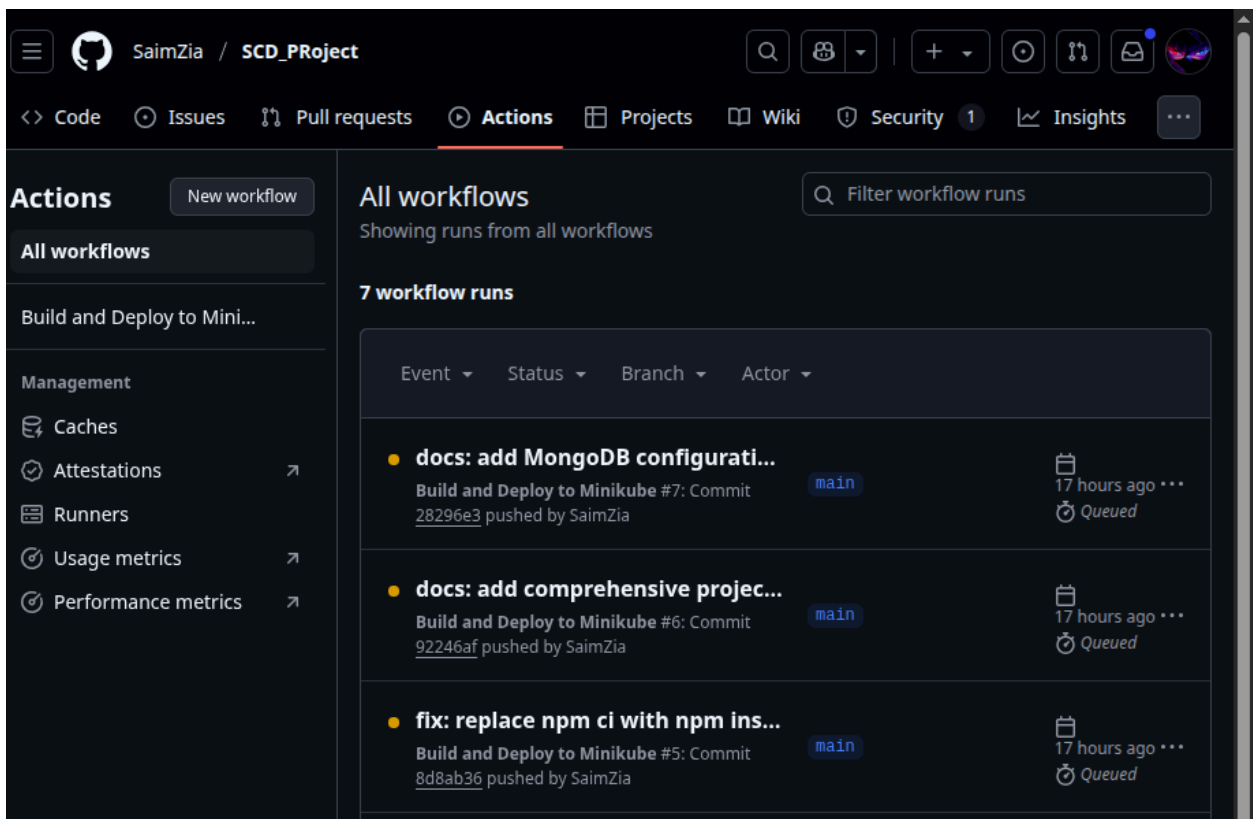 SaimZia / SCD_PRoject
Code Issues Pull requests Actions Projects Wiki Security 1 Insights
Actions
New workflow
All workflows
Build and Deploy to Mini...
Management
Caches
Attestations
Runners
Usage metrics
Performance metrics
All workflows
Showing runs from all workflows
Filter workflow runs
7 workflow runs
Event Status Branch Actor
docs: add MongoDB configurati...
Build and Deploy to Minikube #7: Commit
28296e3 pushed by SaimZia
main
17 hours ago
Queued
docs: add comprehensive projec...
Build and Deploy to Minikube #6: Commit
92246af pushed by SaimZia
main
17 hours ago
Queued
fix: replace npm ci with npm ins...
Build and Deploy to Minikube #5: Commit
8d8ab36 pushed by SaimZia
main
17 hours ago
Queued